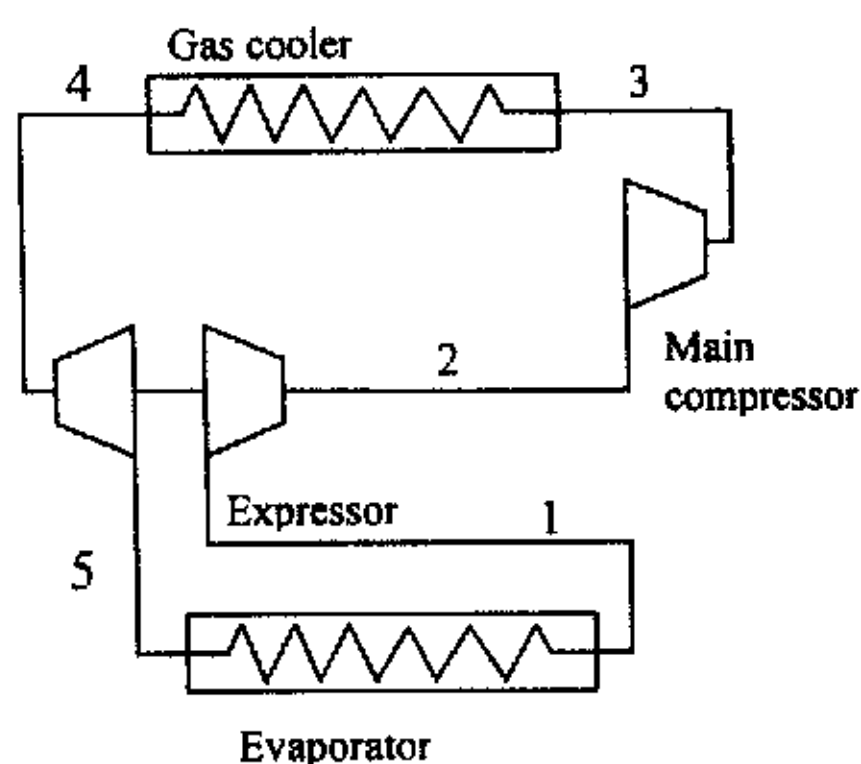 Gas cooler
4
3
2
Main
compressor
Expressor
1
5
Evaporator